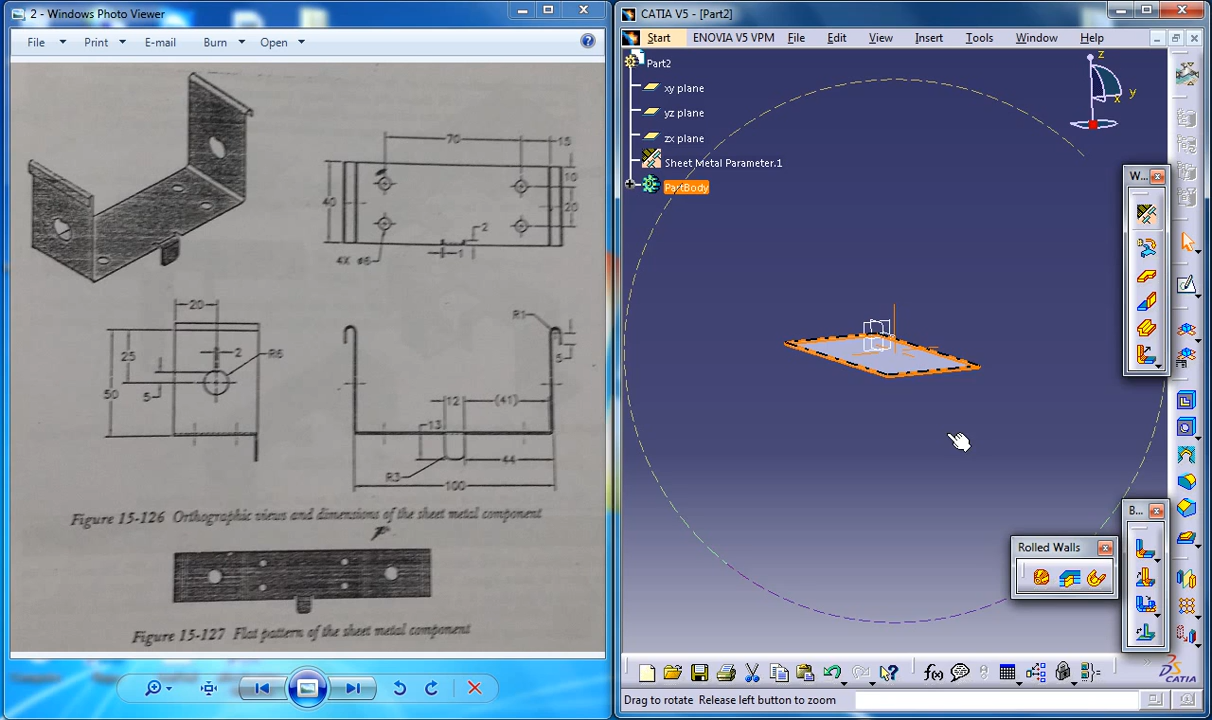 2 - Windows Photo Viewer
File Print E-mail Burn Open
70
15
10
40
20
2
4X ø6
1
20
R1
25
2
R6
5
5
50
12
(41)
13
44
R3
100
Figure 15-126 Orthographic views and dimensions of the sheet metal component
Figure 15-127 Flat pattern of the sheet metal component
CATIA V5 - [Part2]
Start ENOVIA V5 VPM File Edit View Insert Tools Window Help
Part2
xy plane
yz plane
zx plane
Sheet Metal Parameter.1
PartBody
z
x
y
W...
B...
Rolled Walls
f(x)
DS CATIA
Drag to rotate Release left button to zoom